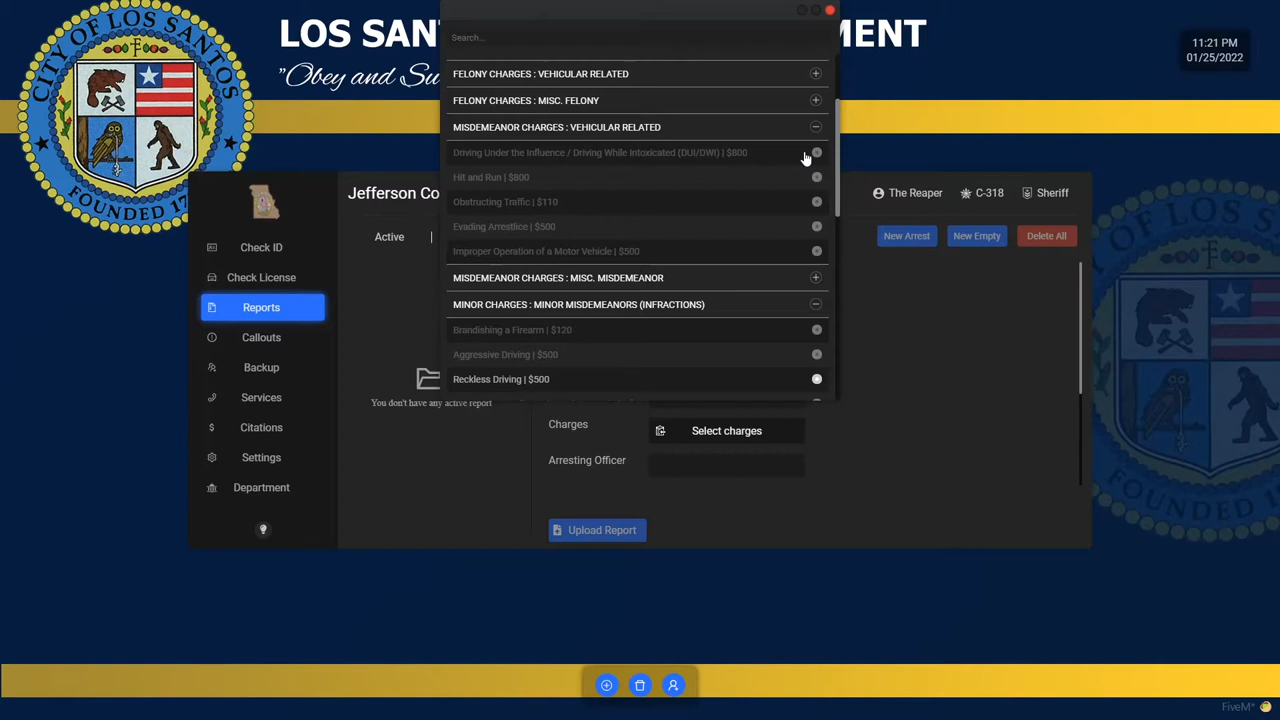 LOS SANT
MENT
"Obey and Su
CITY OF LOS SANTOS
11:21 PM
01/25/2022
Search...
FELONY CHARGES : VEHICULAR RELATED
FELONY CHARGES : MISC. FELONY
MISDEMEANOR CHARGES : VEHICULAR RELATED
Driving Under the Influence / Driving While Intoxicated (DUI/DWI) | $800
Hit and Run | $800
Obstructing Traffic | $110
Evading Arrestlice | $500
Improper Operation of a Motor Vehicle | $500
MISDEMEANOR CHARGES : MISC. MISDEMEANOR
MINOR CHARGES : MINOR MISDEMEANORS (INFRACTIONS)
Brandishing a Firearm | $120
Aggressive Driving | $500
Reckless Driving | $500
Jefferson Co
The Reaper
C-318
Sheriff
Active
New Arrest
New Empty
Delete All
Check ID
Check License
Reports
Callouts
Backup
Services
Citations
Settings
Department
You don't have any active report
Charges
Select charges
Arresting Officer
Upload Report
FiveM*